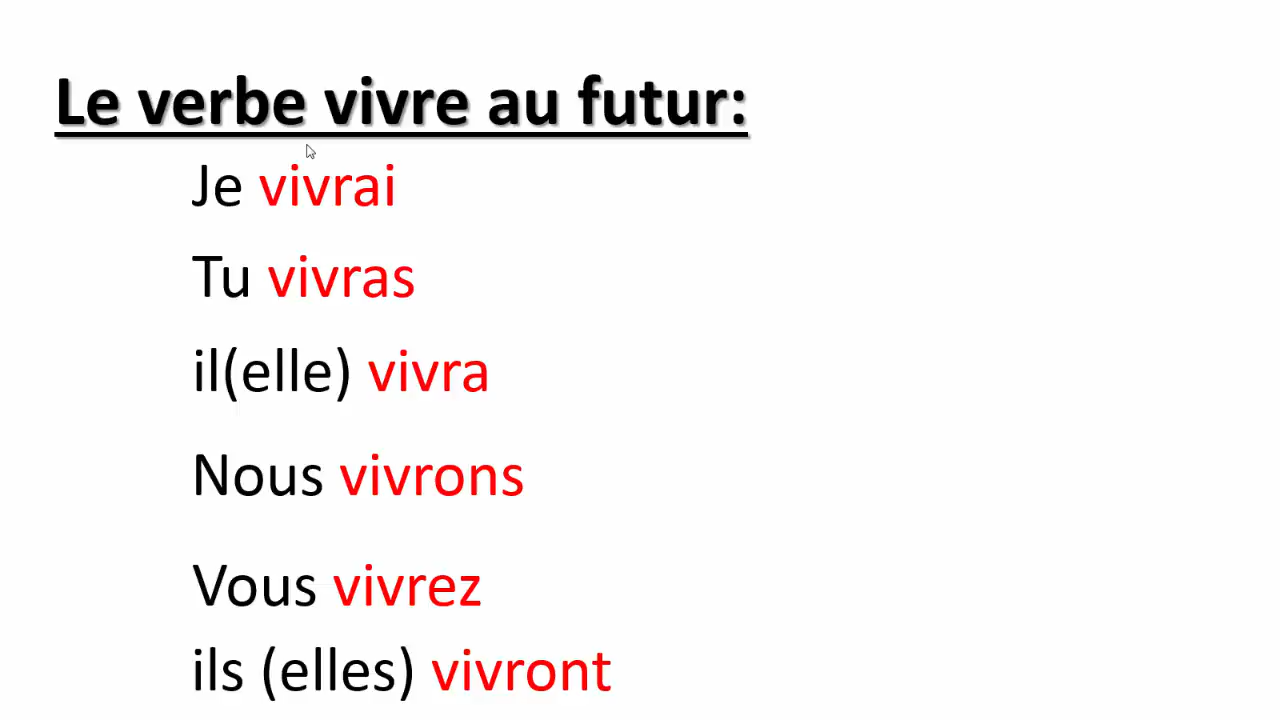 Le verbe vivre au futur:
Je vivrai
Tu vivras
il(elle) vivra
Nous vivrons
Vous vivrez
ils (elles) vivront